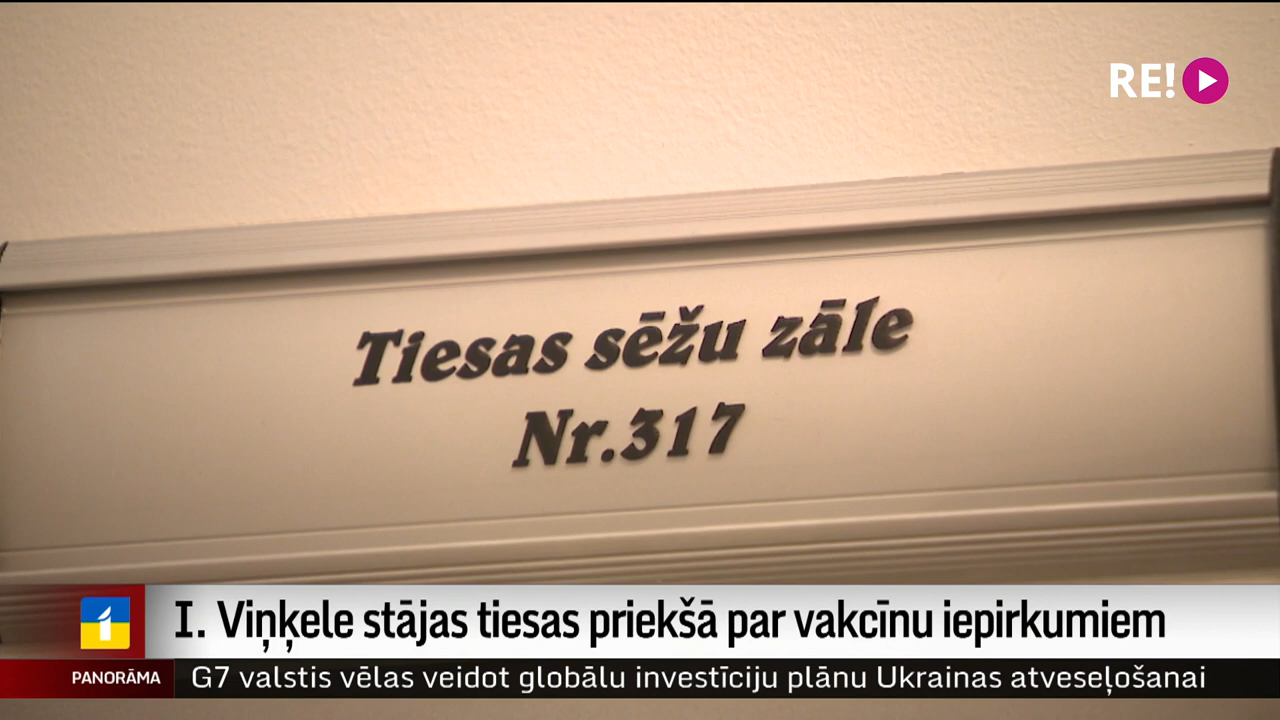 RE!
Tiesas sēžu zāle
Nr.317
1
I. Viņķele stājas tiesas priekšā par vakcīnu iepirkumiem
PANORĀMA
G7 valstis vēlas veidot globālu investīciju plānu Ukrainas atveseļošanai